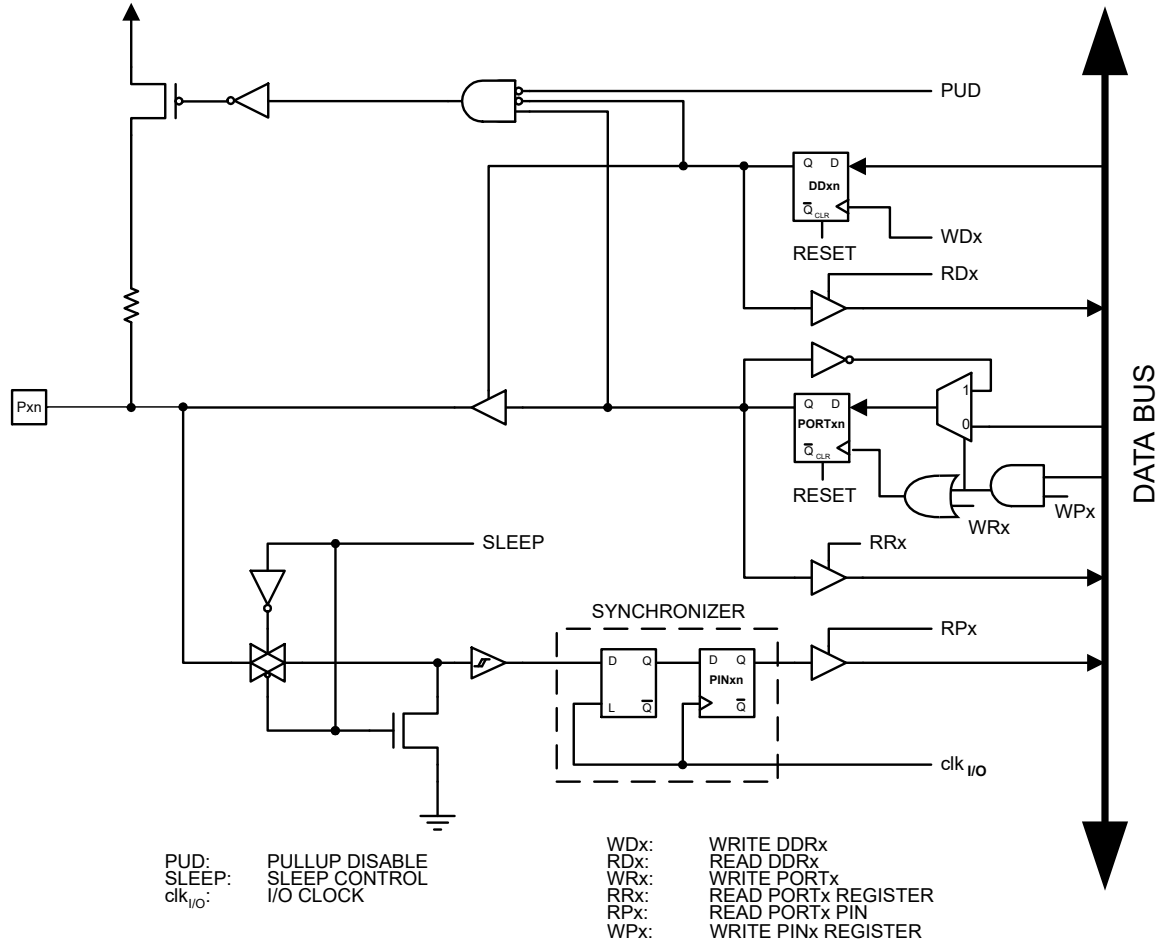 PUD
Q D
DDxn
Q CLR
WDx
RESET
RDx
Pxn
1
Q D
PORTxn
0
Q CLR
RESET
WRx
WPx
DATA BUS
SLEEP
RRx
SYNCHRONIZER
RPx
D Q
D Q
PINxn
L Q
Q
clk I/O
PUD: PULLUP DISABLE
SLEEP: SLEEP CONTROL
clkI/O: I/O CLOCK
WDx: WRITE DDRx
RDx: READ DDRx
WRx: WRITE PORTx
RRx: READ PORTx REGISTER
RPx: READ PORTx PIN
WPx: WRITE PINx REGISTER